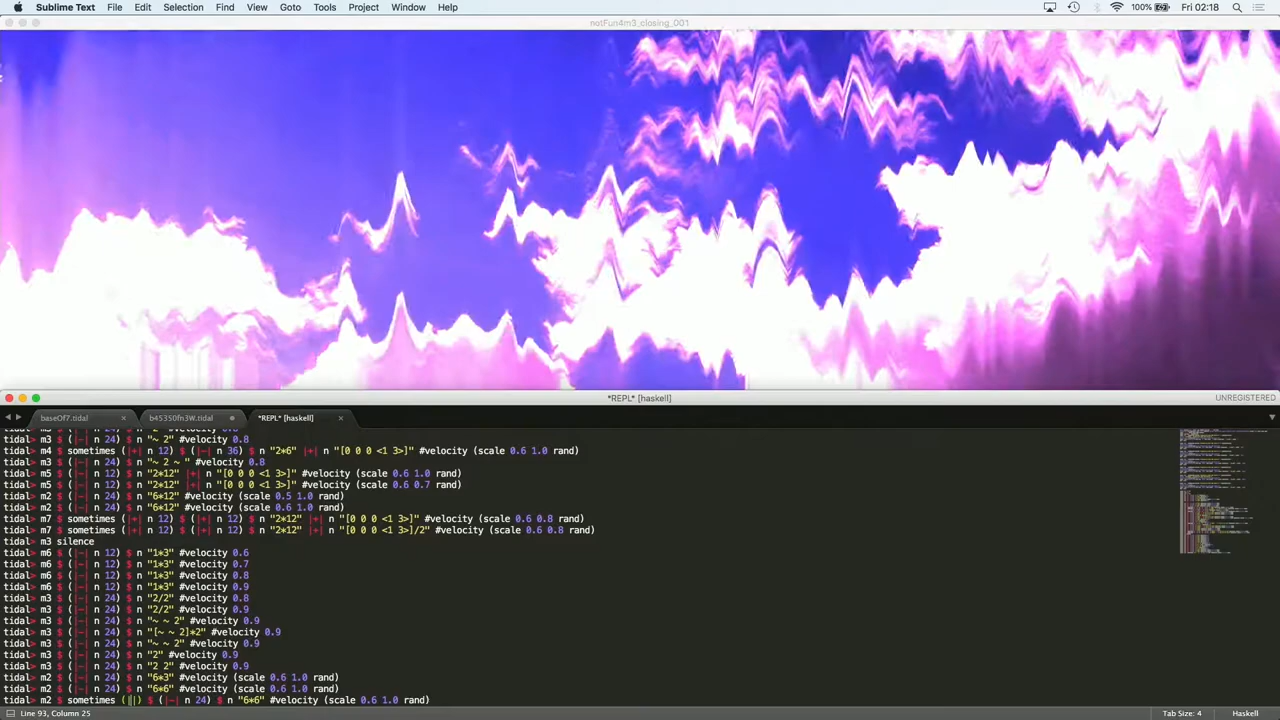 Sublime Text File Edit Selection Find View Goto Tools Project Window Help 100% Fri 02:18
notFun4m3_closing_001
*REPL* [haskell] UNREGISTERED
baseOf7.tidal b45350fn3W.tidal *REPL* [haskell]
tidal> m3 $ (|-| n 24) $ n "~ 2" #velocity 0.8
tidal> m4 $ sometimes (|+| n 12) $ (|-| n 36) $ n "2*6" |+| n "[0 0 0 <1 3>]" #velocity (scale 0.6 1.0 rand)
tidal> m3 $ (|-| n 24) $ n "~ 2 ~ " #velocity 0.8
tidal> m5 $ (|-| n 12) $ n "2*12" |+| n "[0 0 0 <1 3>]" #velocity (scale 0.6 1.0 rand)
tidal> m5 $ (|-| n 12) $ n "2*12" |+| n "[0 0 0 <1 3>]" #velocity (scale 0.6 0.7 rand)
tidal> m2 $ (|-| n 24) $ n "6*12" #velocity (scale 0.5 1.0 rand)
tidal> m2 $ (|-| n 24) $ n "6*12" #velocity (scale 0.6 1.0 rand)
tidal> m7 $ sometimes (|+| n 12) $ (|+| n 12) $ n "2*12" |+| n "[0 0 0 <1 3>]" #velocity (scale 0.6 0.8 rand)
tidal> m7 $ sometimes (|+| n 12) $ (|+| n 12) $ n "2*12" |+| n "[0 0 0 <1 3>]/2" #velocity (scale 0.6 0.8 rand)
tidal> m3 silence
tidal> m6 $ (|-| n 12) $ n "1*3" #velocity 0.6
tidal> m6 $ (|-| n 12) $ n "1*3" #velocity 0.7
tidal> m6 $ (|-| n 12) $ n "1*3" #velocity 0.8
tidal> m6 $ (|-| n 12) $ n "1*3" #velocity 0.9
tidal> m3 $ (|-| n 24) $ n "2/2" #velocity 0.8
tidal> m3 $ (|-| n 24) $ n "2/2" #velocity 0.9
tidal> m3 $ (|-| n 24) $ n "~ ~ 2" #velocity 0.9
tidal> m3 $ (|-| n 24) $ n "[~ ~ 2]*2" #velocity 0.9
tidal> m3 $ (|-| n 24) $ n "~ ~ 2" #velocity 0.9
tidal> m3 $ (|-| n 24) $ n "2" #velocity 0.9
tidal> m3 $ (|-| n 24) $ n "2 2" #velocity 0.9
tidal> m2 $ (|-| n 24) $ n "6*3" #velocity (scale 0.6 1.0 rand)
tidal> m2 $ (|-| n 24) $ n "6*6" #velocity (scale 0.6 1.0 rand)
tidal> m2 $ sometimes (||) $ (|-| n 24) $ n "6*6" #velocity (scale 0.6 1.0 rand)
Line 93, Column 25 Tab Size: 4 Haskell